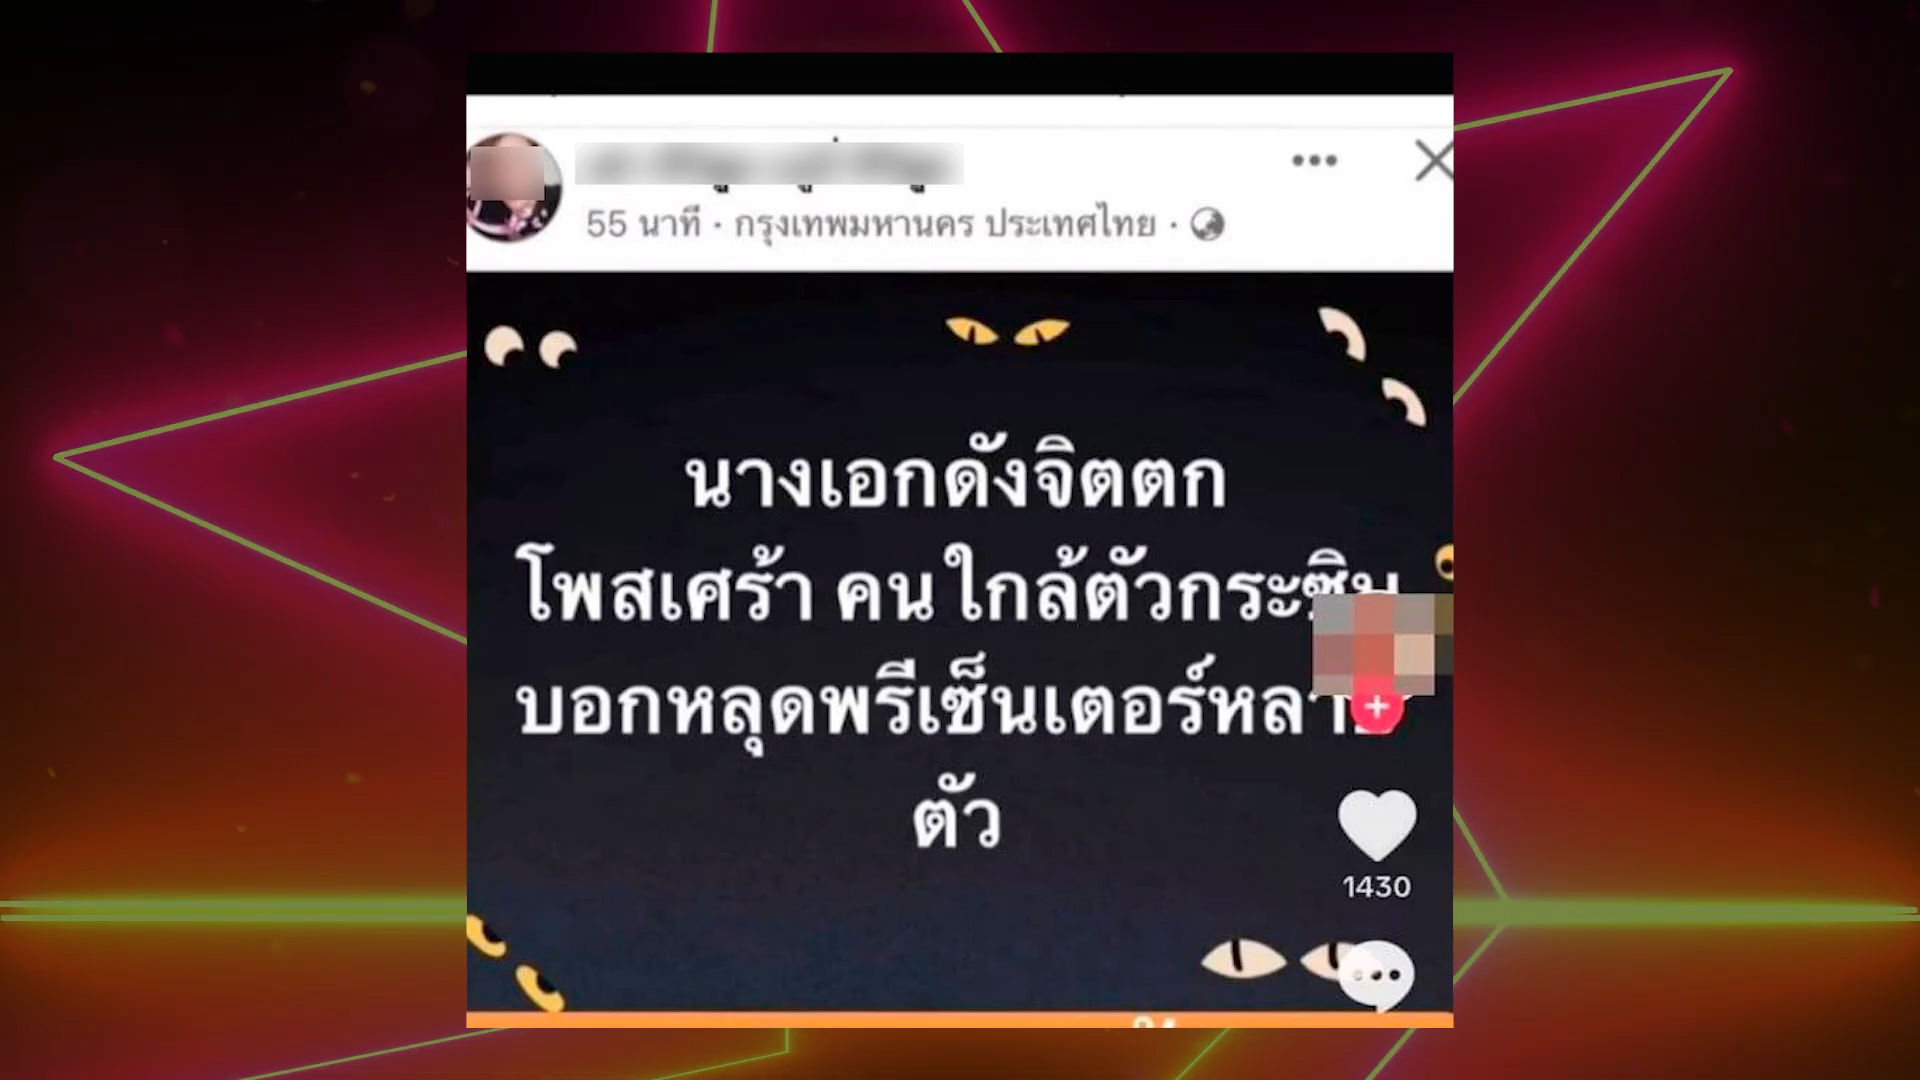 55 นาที · กรุงเทพมหานคร ประเทศไทย ·
นางเอกดังจิตตก
โพสเศร้า คนใกล้ตัวกระซิบ
บอกหลุดพรีเซ็นเตอร์หลาย
ตัว
1430